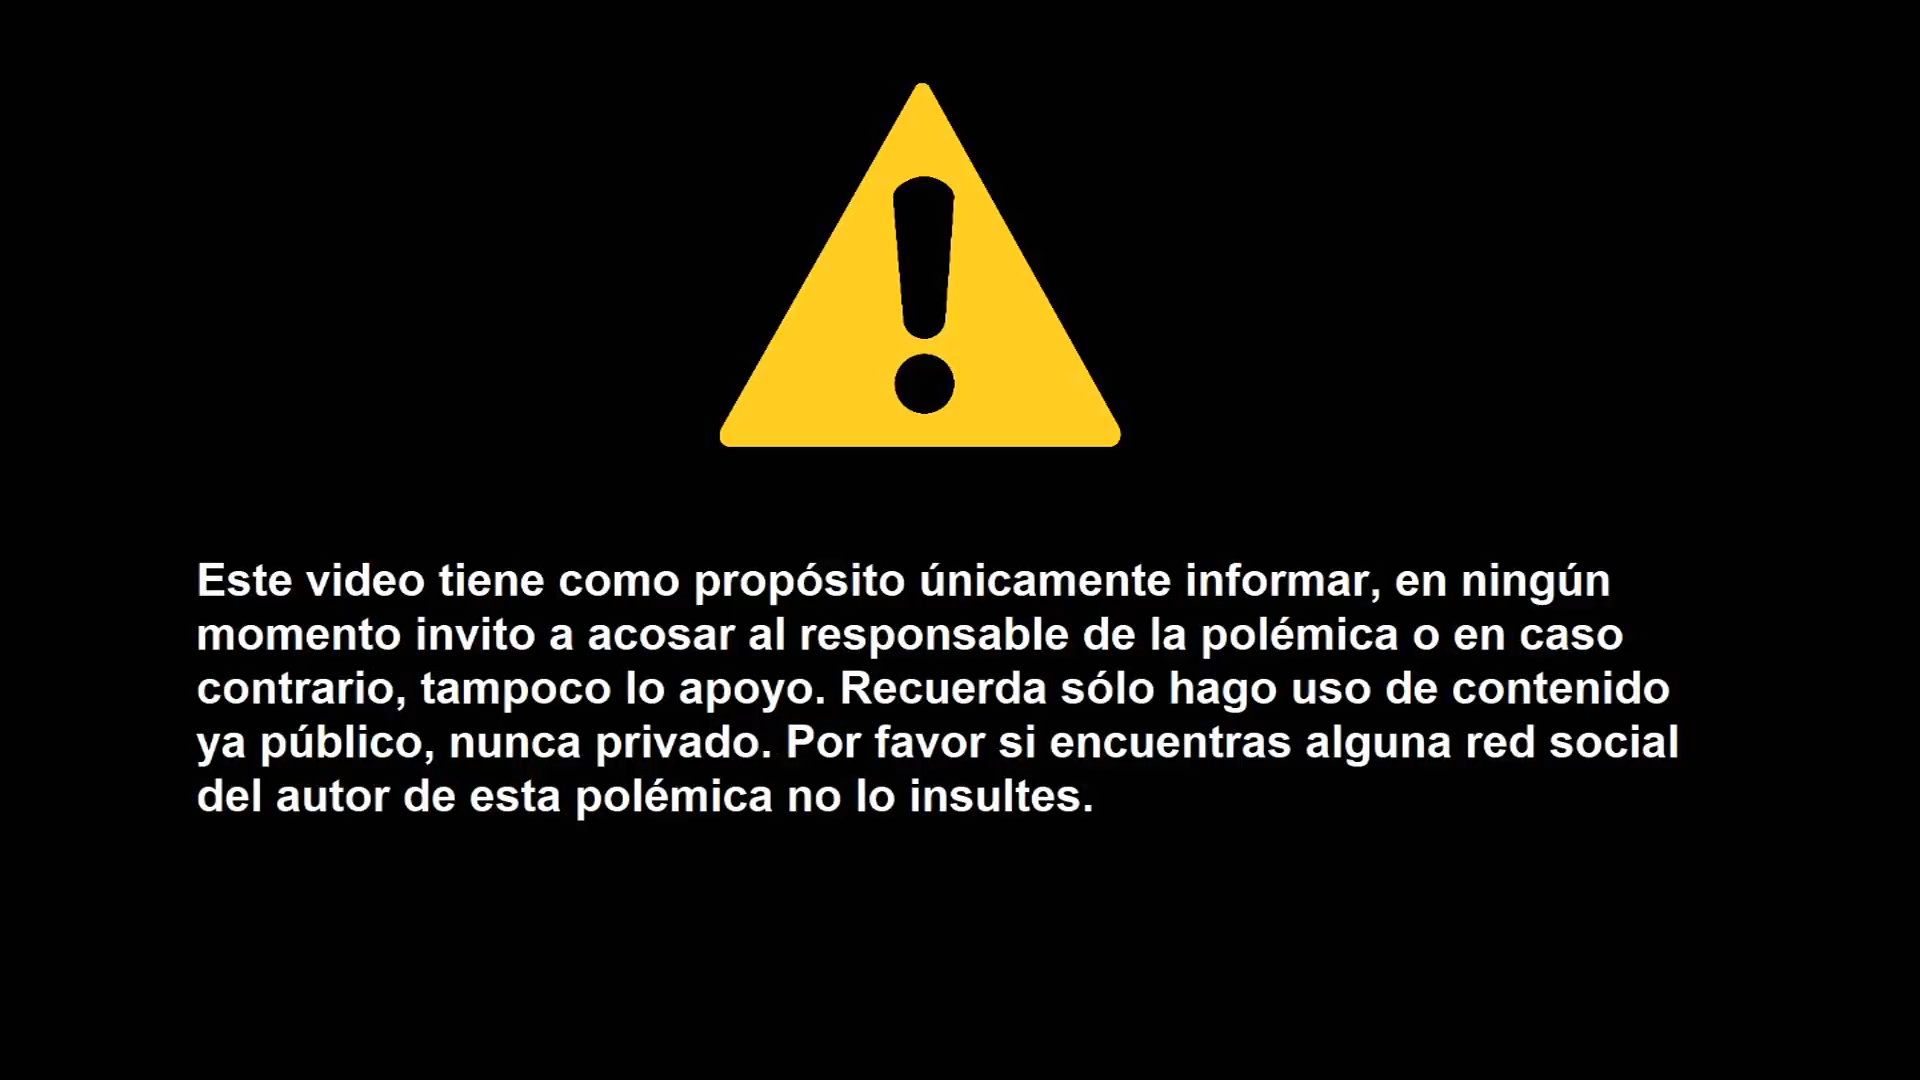 Este video tiene como propósito únicamente informar, en ningún
momento invito a acosar al responsable de la polémica o en caso
contrario, tampoco lo apoyo. Recuerda sólo hago uso de contenido
ya público, nunca privado. Por favor si encuentras alguna red social
del autor de esta polémica no lo insultes.